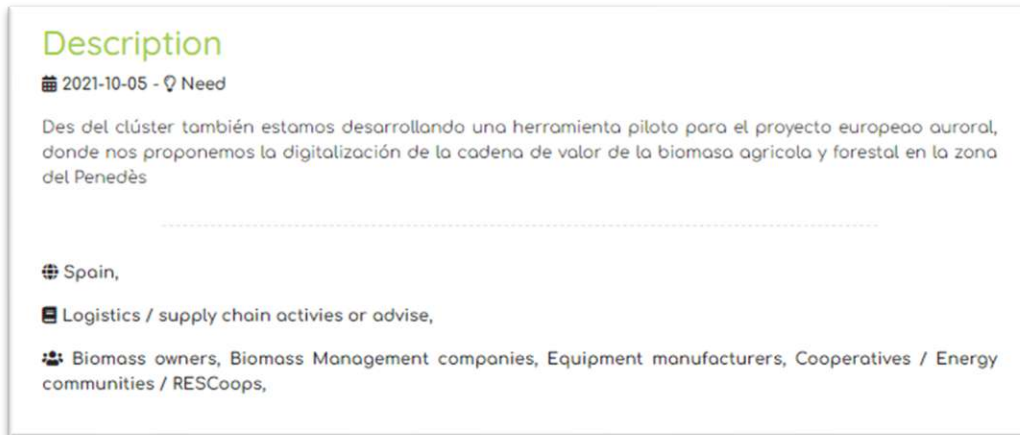 Description
2021-10-05 - Need
Des del clúster también estamos desarrollando una herramienta piloto para el proyecto europeao auroral,
donde nos proponemos la digitalización de la cadena de valor de la biomasa agricola y forestal en la zona
del Penedès
Spain,
Logistics / supply chain activies or advise,
Biomass owners, Biomass Management companies, Equipment manufacturers, Cooperatives / Energy
communities / RESCoops,